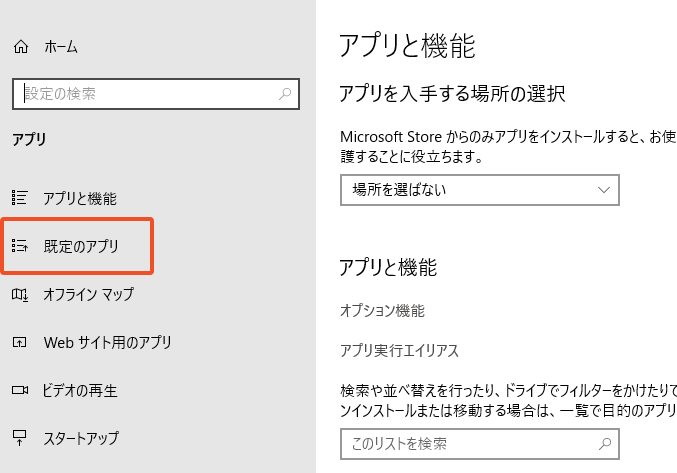 ホーム
設定の検索
アプリ
アプリと機能
既定のアプリ
オフライン マップ
Web サイト用のアプリ
ビデオの再生
スタートアップ
アプリと機能
アプリを入手する場所の選択
Microsoft Store からのみアプリをインストールすると、お使
護することに役立ちます。
場所を選ばない
アプリと機能
オプション機能
アプリ実行エイリアス
検索や並べ替えを行ったり、ドライブでフィルターをかけたりて
ンインストールまたは移動する場合は、一覧で目的のアプリ
このリストを検索